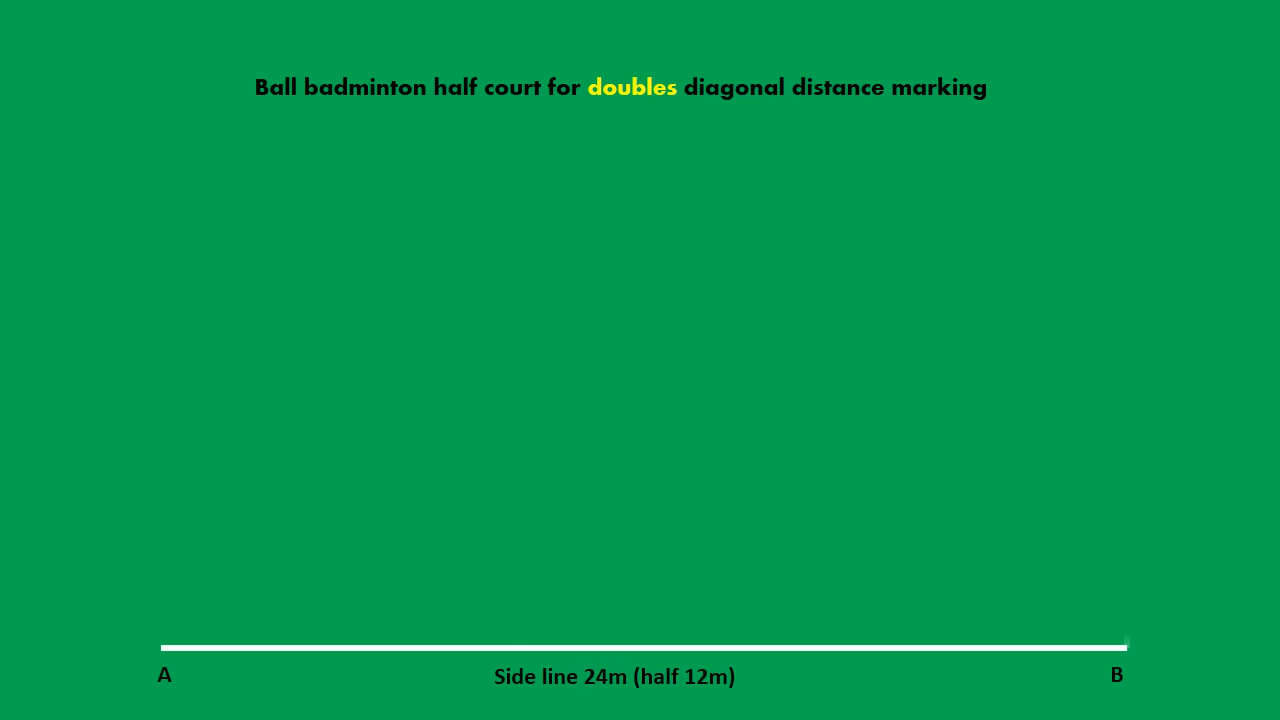 Ball badminton half court for doubles diagonal distance marking
A Side line 24m (half 12m) B